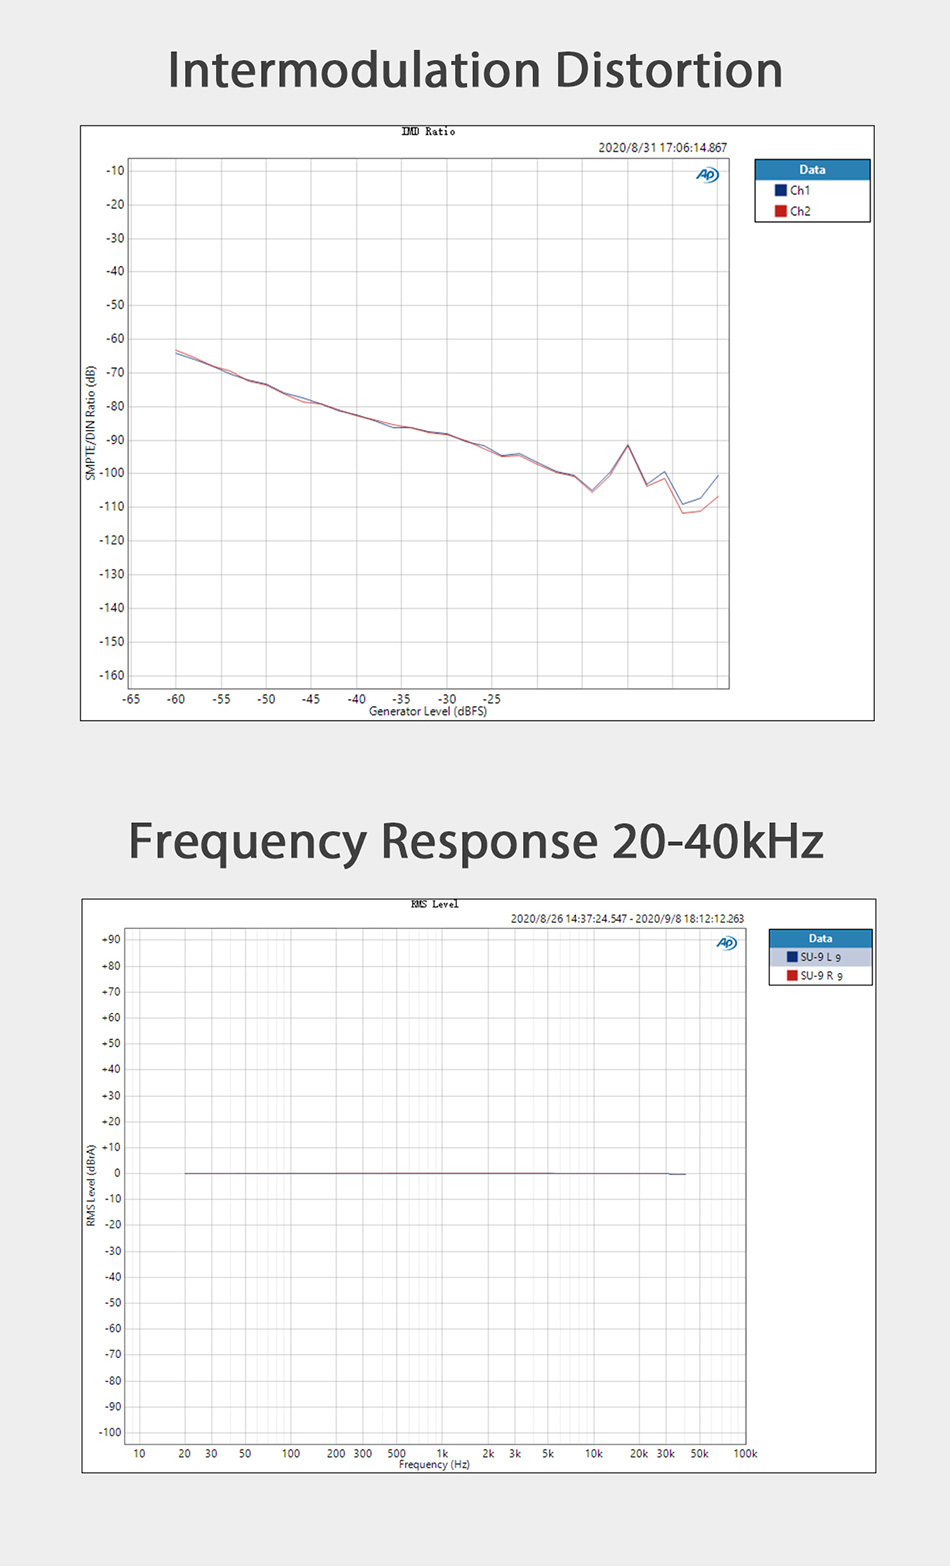 Intermodulation Distortion
IMD Ratio
2020/8/31 17:06:14.867
AP
Data
Ch1
Ch2
-10
-20
-30
-40
-50
-60
-70
-80
-90
-100
-110
-120
-130
-140
-150
-160
SMPTE/DIN Ratio (dB)
-65 -60 -55 -50 -45 -40 -35 -30 -25
Generator Level (dBFS)
Frequency Response 20-40kHz
RMS Level
2020/8/26 14:37:24.547 - 2020/9/8 18:12:12.263
AP
Data
SU-9 L 9
SU-9 R 9
+90
+80
+70
+60
+50
+40
+30
+20
+10
0
-10
-20
-30
-40
-50
-60
-70
-80
-90
-100
RMS Level (dBrA)
10 20 30 50 100 200 300 500 1k 2k 3k 5k 10k 20k 30k 50k 100k
Frequency (Hz)